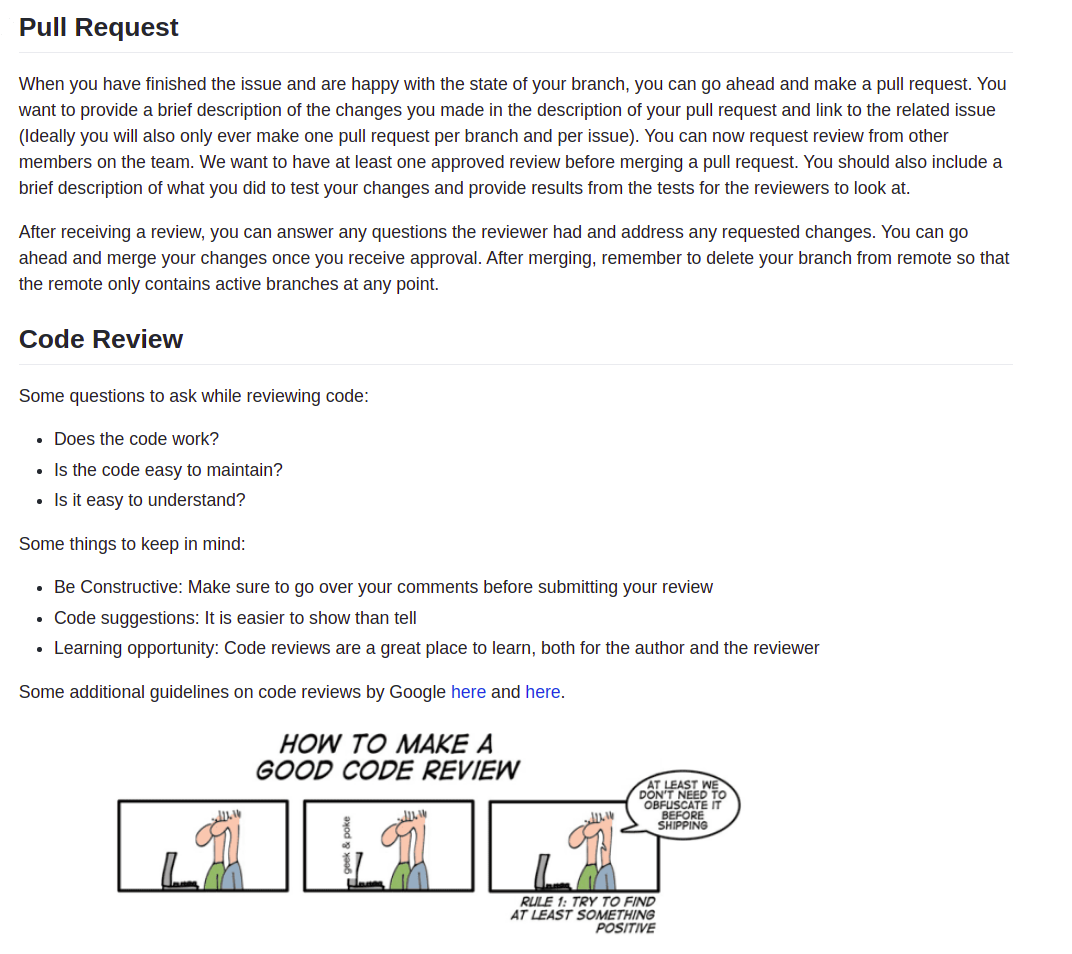 Pull Request
When you have finished the issue and are happy with the state of your branch, you can go ahead and make a pull request. You
want to provide a brief description of the changes you made in the description of your pull request and link to the related issue
(Ideally you will also only ever make one pull request per branch and per issue). You can now request review from other
members on the team. We want to have at least one approved review before merging a pull request. You should also include a
brief description of what you did to test your changes and provide results from the tests for the reviewers to look at.
After receiving a review, you can answer any questions the reviewer had and address any requested changes. You can go
ahead and merge your changes once you receive approval. After merging, remember to delete your branch from remote so that
the remote only contains active branches at any point.
Code Review
Some questions to ask while reviewing code:
• Does the code work?
• Is the code easy to maintain?
• Is it easy to understand?
Some things to keep in mind:
• Be Constructive: Make sure to go over your comments before submitting your review
• Code suggestions: It is easier to show than tell
• Learning opportunity: Code reviews are a great place to learn, both for the author and the reviewer
Some additional guidelines on code reviews by Google here and here.
HOW TO MAKE A
GOOD CODE REVIEW
geek & poke
AT LEAST WE
DON'T NEED TO
OBFUSCATE IT
BEFORE
SHIPPING
RULE 1: TRY TO FIND
AT LEAST SOMETHING
POSITIVE